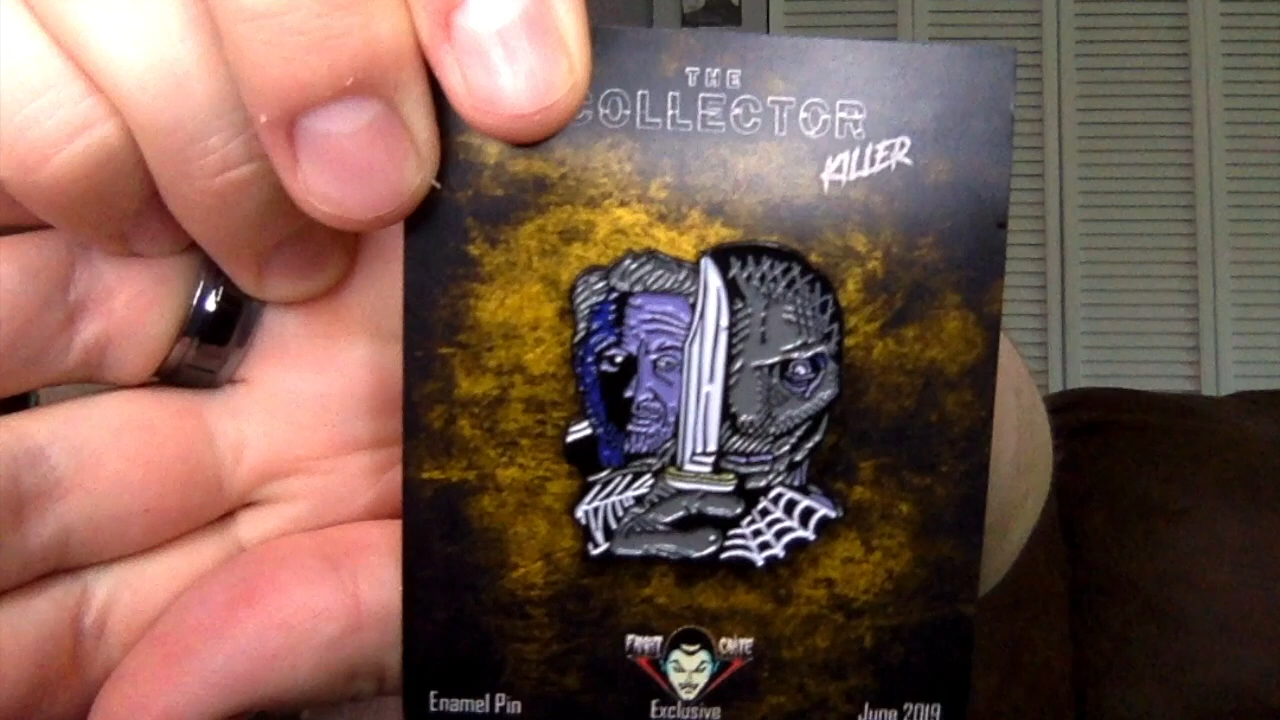 THE
COLLECTOR
KILLER
FRIGHT CRATE
Enamel Pin
Exclusive
June 2019